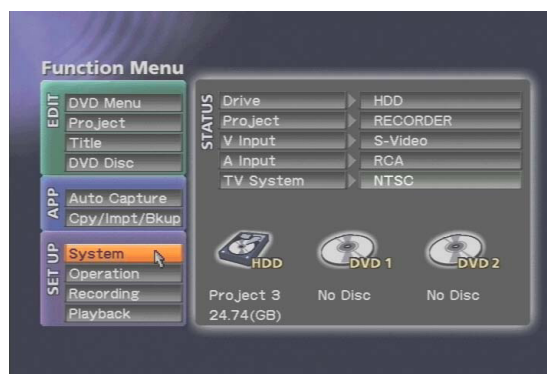 Function Menu
EDIT
DVD Menu
Project
Title
DVD Disc
APP
Auto Capture
Cpy/Impt/Bkup
SET UP
System
Operation
Recording
Playback
STATUS
Drive HDD
Project RECORDER
V Input S-Video
A Input RCA
TV System NTSC
HDD DVD 1 DVD 2
Project 3 No Disc No Disc
24.74(GB)